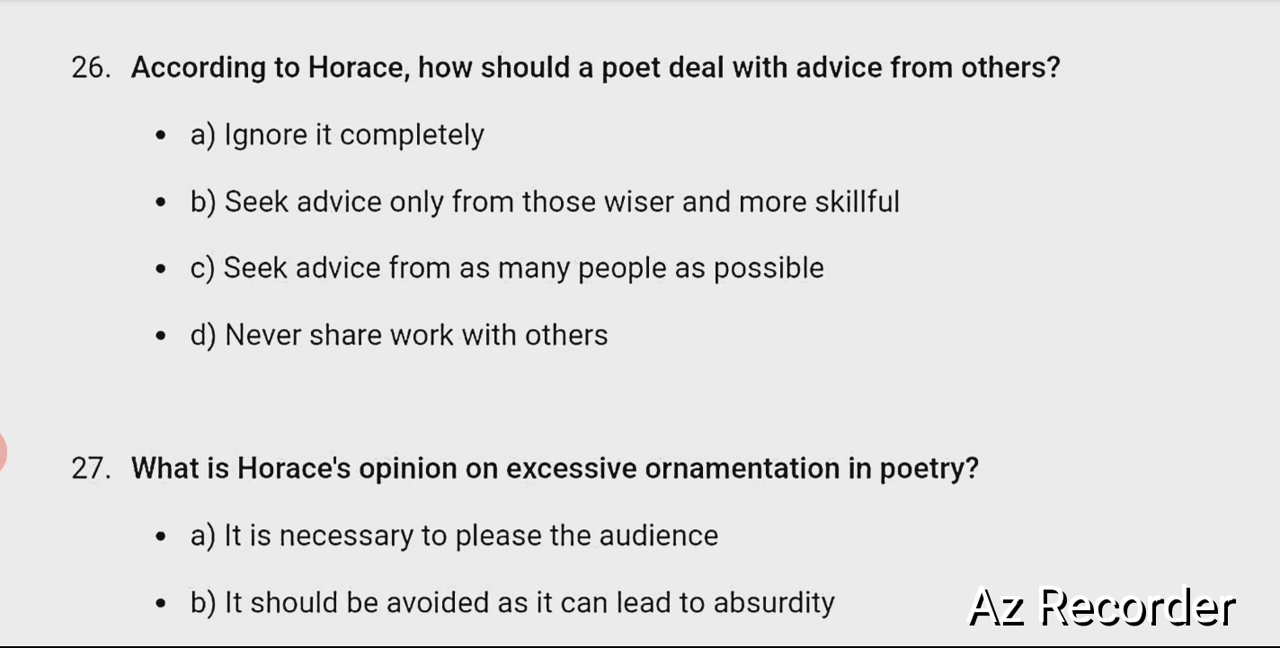 26. According to Horace, how should a poet deal with advice from others?
• a) Ignore it completely
• b) Seek advice only from those wiser and more skillful
• c) Seek advice from as many people as possible
• d) Never share work with others
27. What is Horace's opinion on excessive ornamentation in poetry?
• a) It is necessary to please the audience
• b) It should be avoided as it can lead to absurdity
Az Recorder